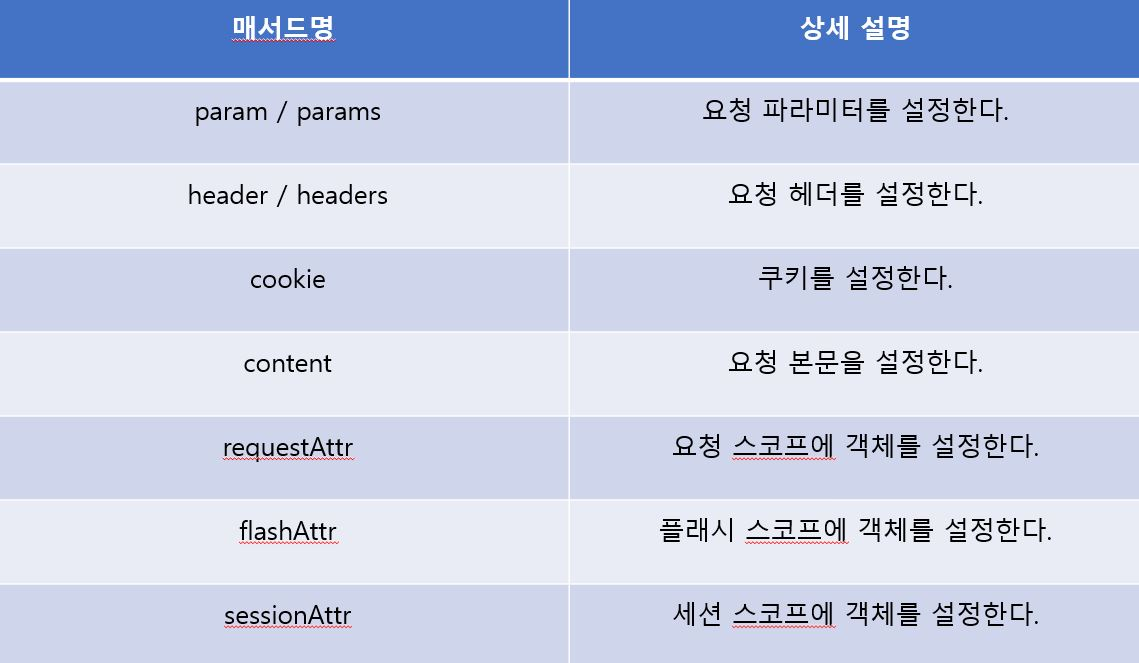 매서드명 상세 설명
param / params 요청 파라미터를 설정한다.
header / headers 요청 헤더를 설정한다.
cookie 쿠키를 설정한다.
content 요청 본문을 설정한다.
requestAttr 요청 스코프에 객체를 설정한다.
flashAttr 플래시 스코프에 객체를 설정한다.
sessionAttr 세션 스코프에 객체를 설정한다.